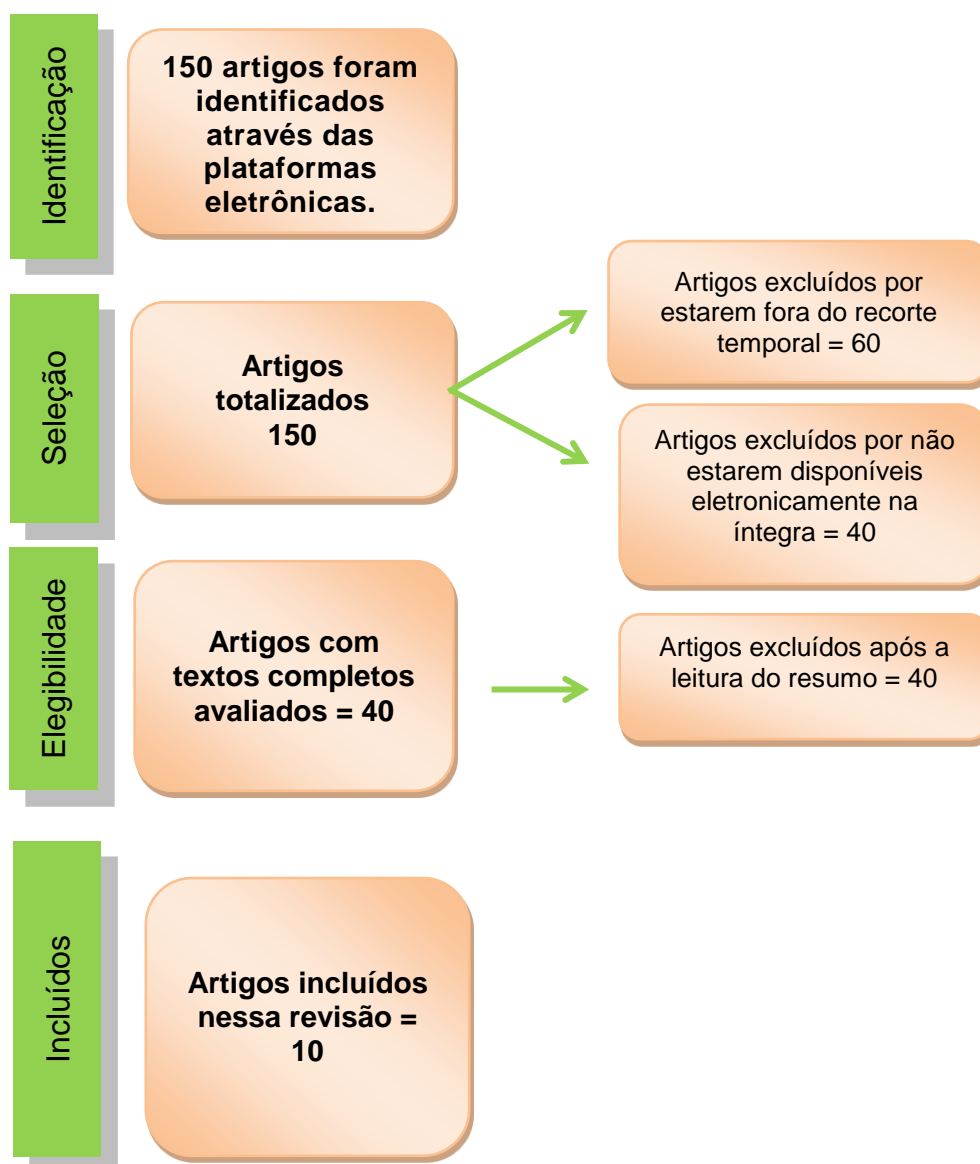 Identificação
150 artigos foram
identificados
através das
plataformas
eletrônicas.
Seleção
Artigos
totalizados
150
Artigos excluídos por
estarem fora do recorte
temporal = 60
Artigos excluídos por não
estarem disponíveis
eletronicamente na
íntegra = 40
Elegibilidade
Artigos com
textos completos
avaliados = 40
Artigos excluídos após a
leitura do resumo = 40
Incluídos
Artigos incluídos
nessa revisão =
10